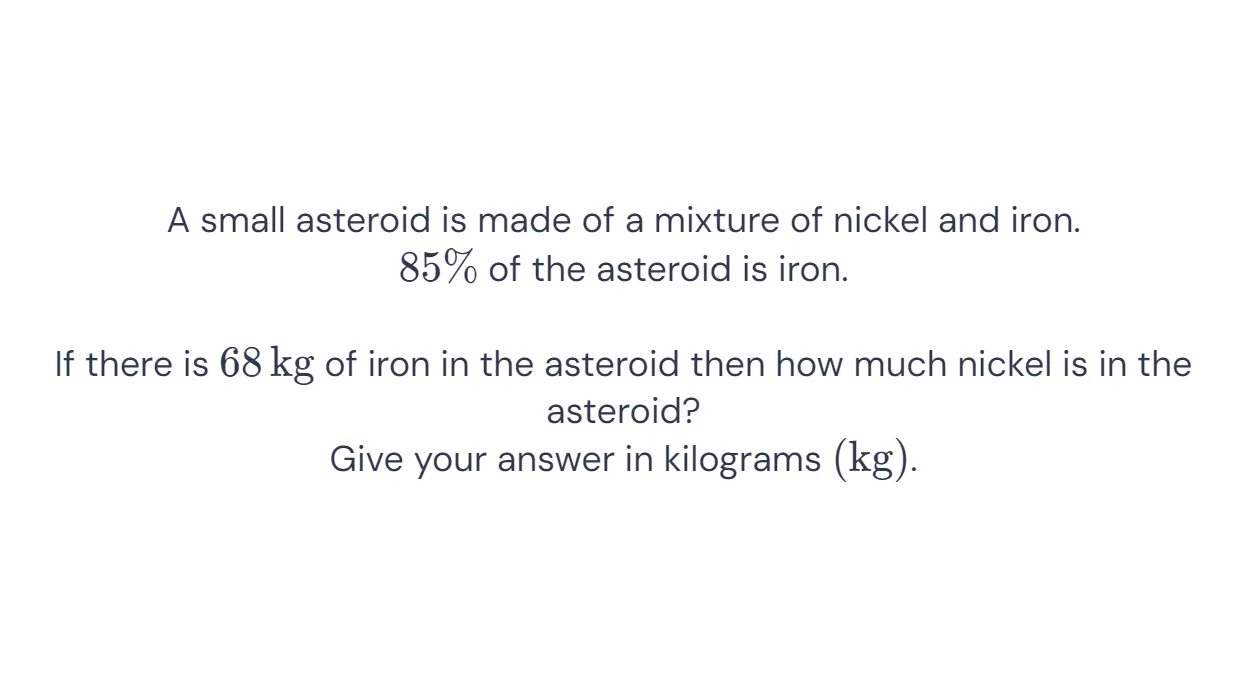 A small asteroid is made of a mixture of nickel and iron.
85% of the asteroid is iron.
If there is 68 kg of iron in the asteroid then how much nickel is in the
asteroid?
Give your answer in kilograms (kg).